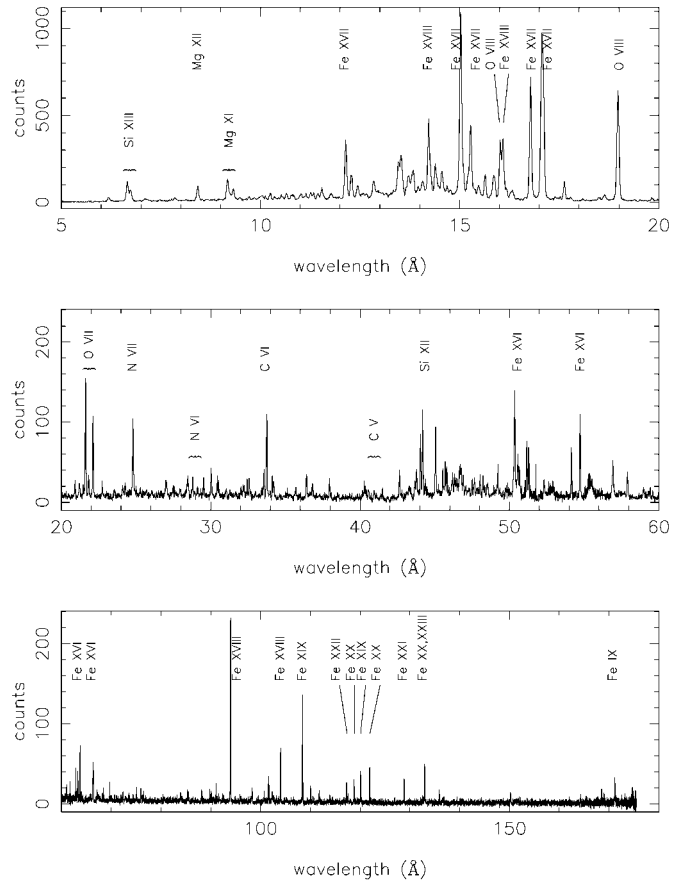 Si XIII
Mg XII
Mg XI
Fe XVII
Fe XVIII
Fe XVII
Fe XVII
O VIII
Fe XVIII
Fe XVII
Fe XVII
O VIII
counts
1000
500
0
5 10 15 20
wavelength (Å)
O VII
N VII
N VI
C VI
C V
Si XII
Fe XVI
Fe XVI
counts
200
100
0
20 30 40 50 60
wavelength (Å)
Fe XVI
Fe XVI
Fe XVIII
Fe XVIII
Fe XIX
Fe XXII
Fe XX
Fe XIX
Fe XX
Fe XXI
Fe XX,XXIII
Fe IX
counts
200
100
0
100 150
wavelength (Å)